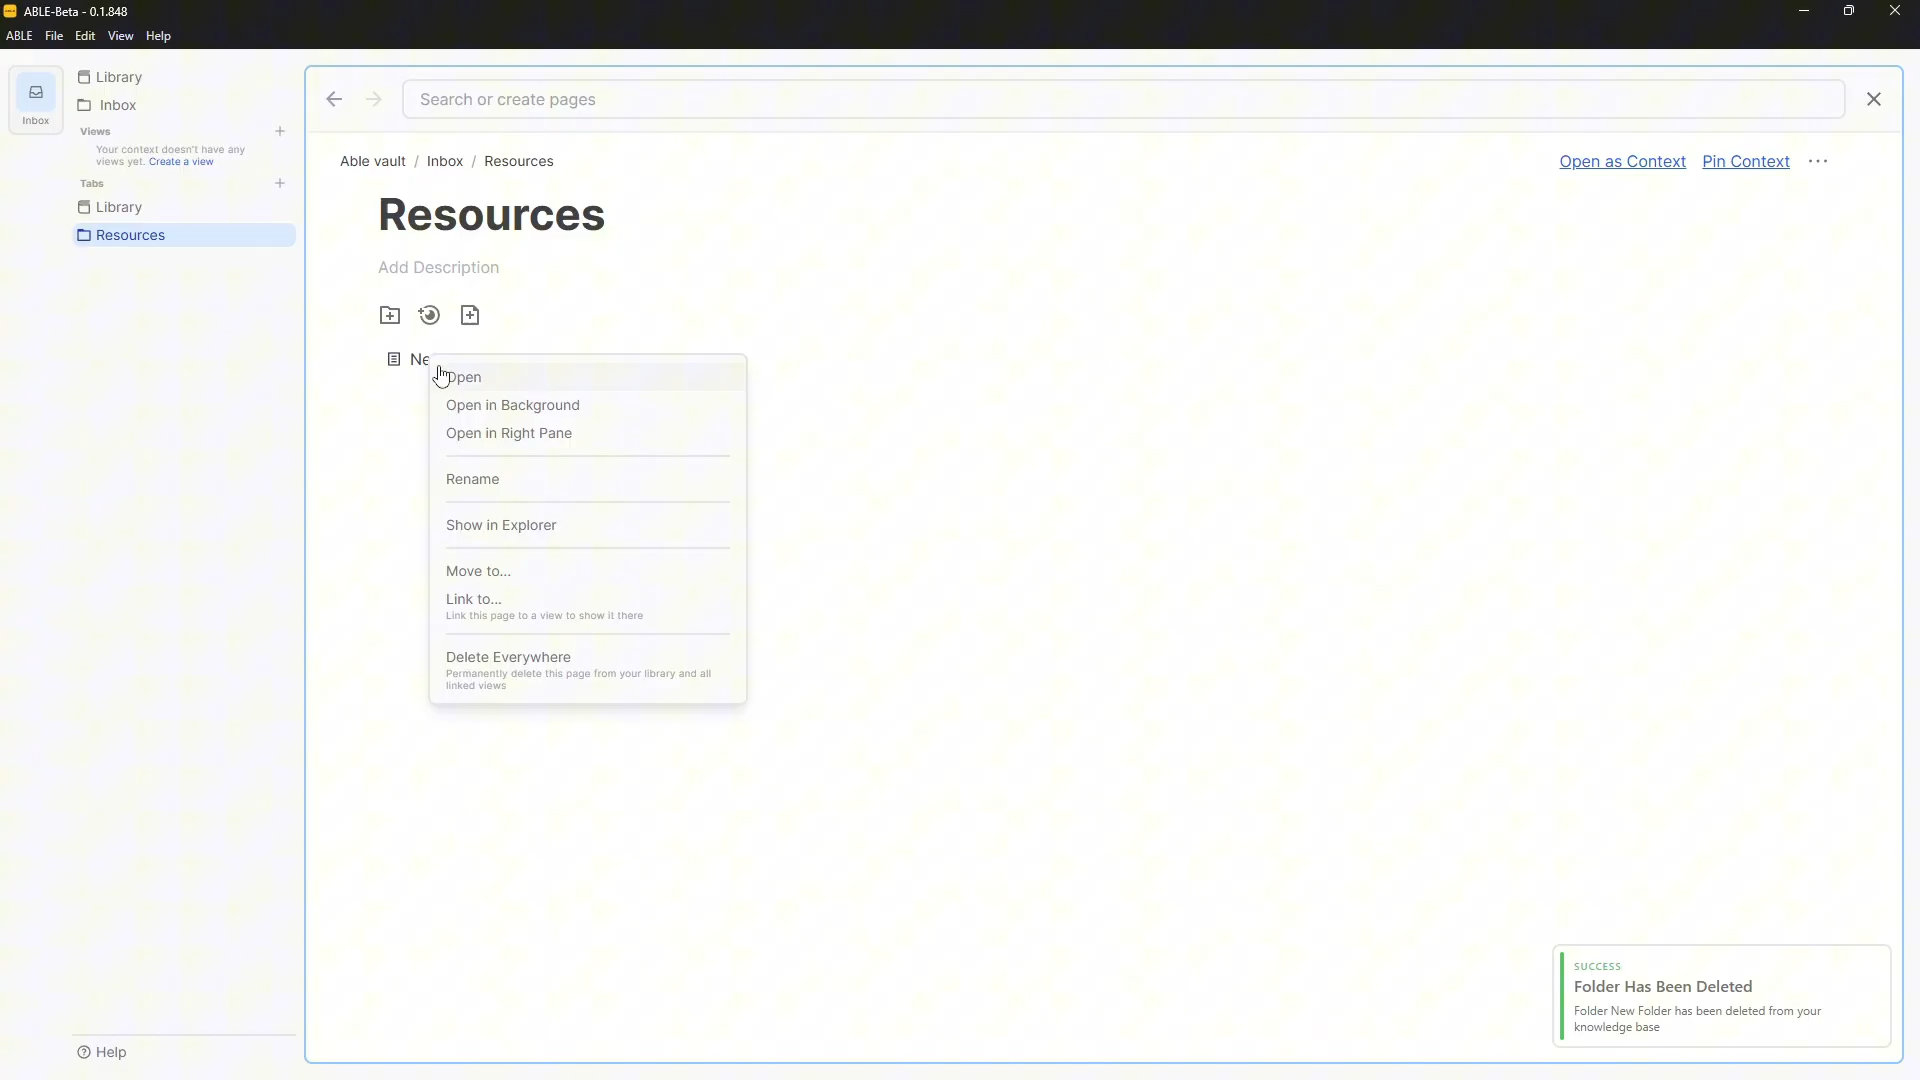 ABLE-Beta - 0.1.848
ABLE File Edit View Help
Inbox
Library
Inbox
Views
Your context doesn't have any
views yet. Create a view
Tabs
Library
Resources
Help
Search or create pages
Able vault / Inbox / Resources
Open as Context Pin Context
Resources
Add Description
Open
Open in Background
Open in Right Pane
Rename
Show in Explorer
Move to...
Link to...
Link this page to a view to show it there
Delete Everywhere
Permanently delete this page from your library and all
linked views
SUCCESS
Folder Has Been Deleted
Folder New Folder has been deleted from your
knowledge base